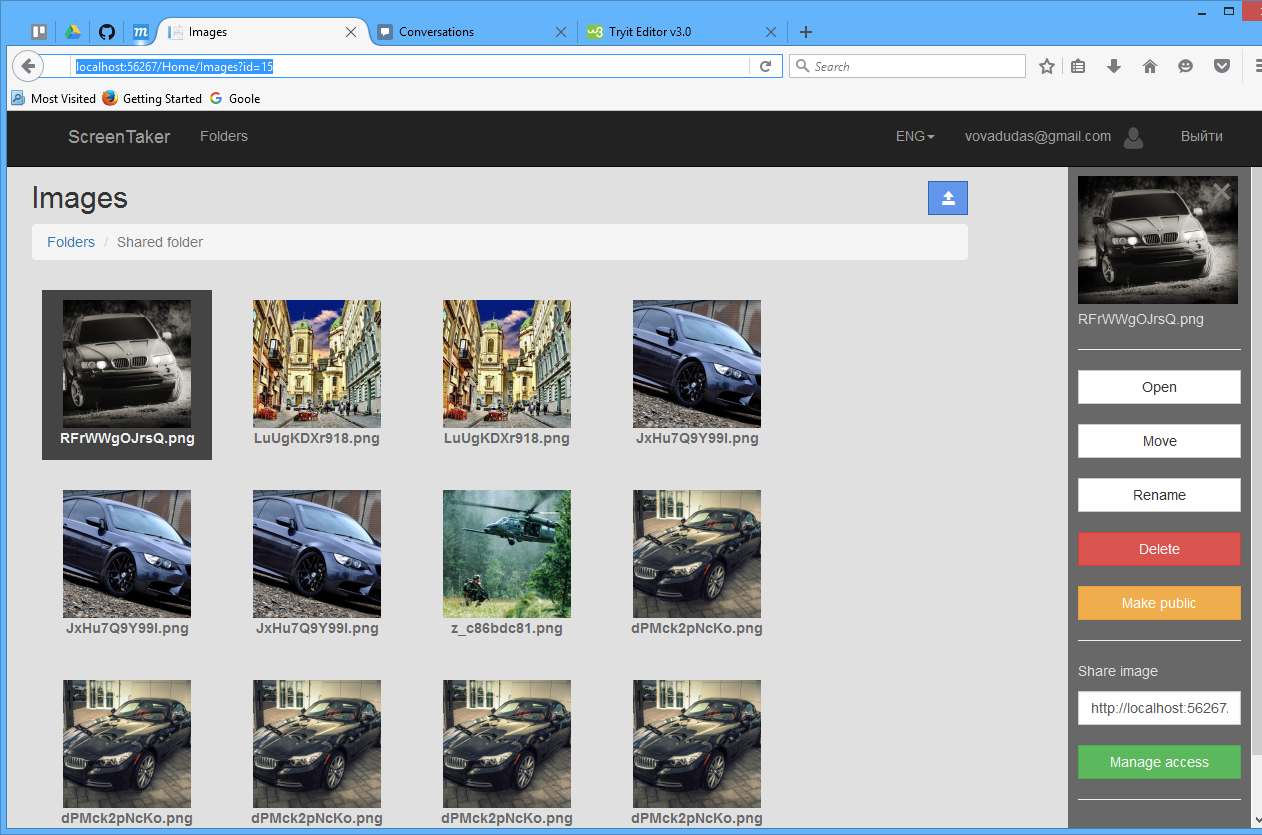 Images
Conversations
Tryit Editor v3.0
localhost:56267/Home/Images?id=15
Search
Most Visited
Getting Started
Goole
ScreenTaker
Folders
ENG
vovadudas@gmail.com
Выйти
Images
Folders / Shared folder
RFrWWgOJrsQ.png
LuUgKDXr918.png
LuUgKDXr918.png
JxHu7Q9Y99I.png
JxHu7Q9Y99I.png
JxHu7Q9Y99I.png
z_c86bdc81.png
dPMck2pNcKo.png
dPMck2pNcKo.png
dPMck2pNcKo.png
dPMck2pNcKo.png
dPMck2pNcKo.png
RFrWWgOJrsQ.png
Open
Move
Rename
Delete
Make public
Share image
http://localhost:56267/
Manage access